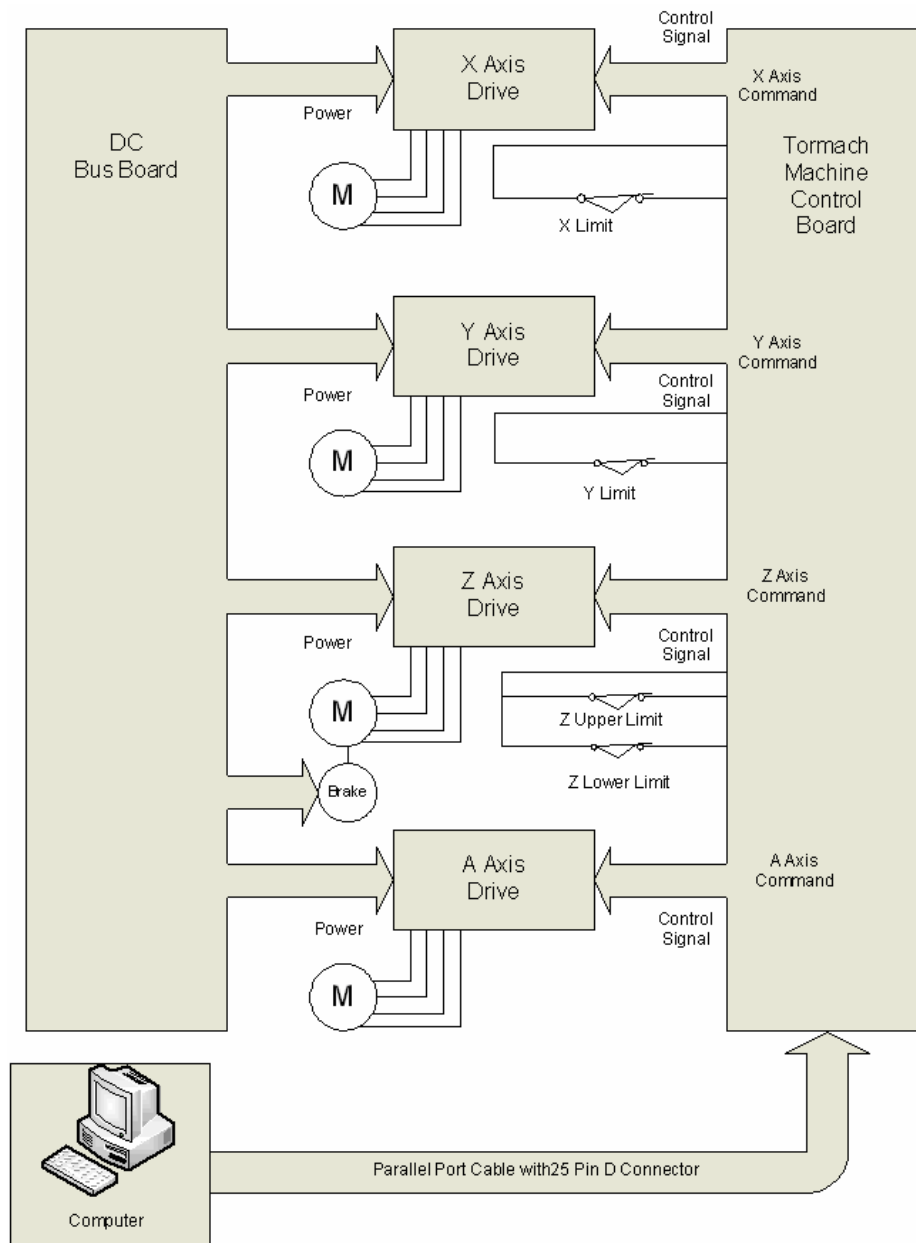 Control
Signal
X Axis
Drive
X Axis
Command
Power
DC
Bus Board
Tormach
Machine
Control
Board
M
X Limit
Y Axis
Drive
Y Axis
Command
Power
Control
Signal
M
Y Limit
Z Axis
Drive
Z Axis
Command
Power
Control
Signal
M
Z Upper Limit
Z Lower Limit
Brake
A Axis
Drive
A Axis
Command
Power
Control
Signal
M
Parallel Port Cable with25 Pin D Connector
Computer